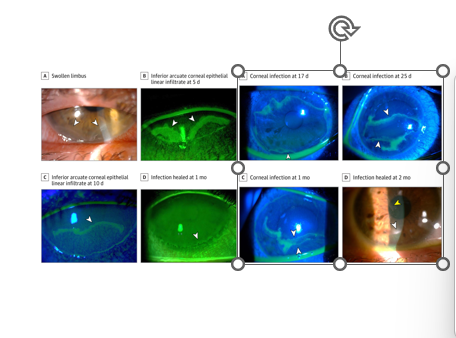 A Swollen limbus
B Inferior arcuate corneal epithelial
linear infiltrate at 5 d
Corneal infection at 17 d
Corneal infection at 25 d
C Inferior arcuate corneal epithelial
linear infiltrate at 10 d
D Infection healed at 1 mo
C Corneal infection at 1 mo
D Infection healed at 2 mo